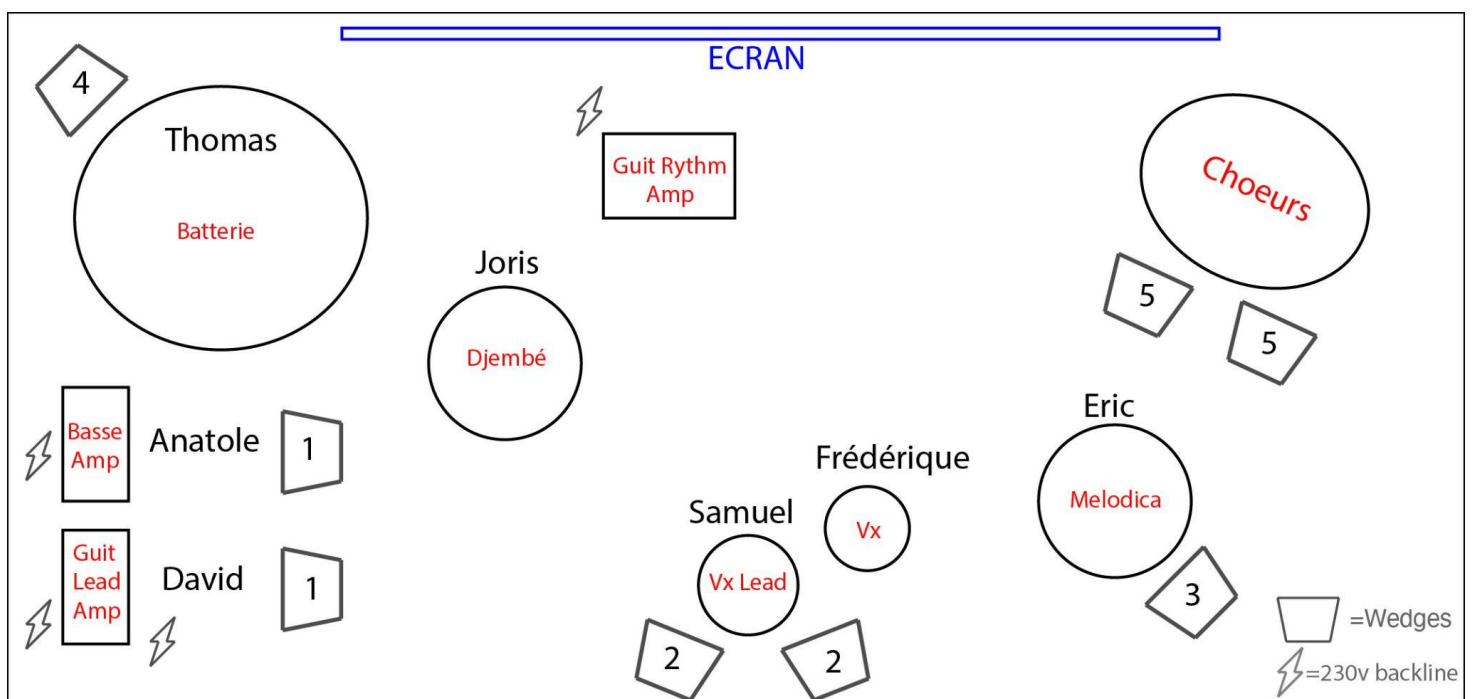 ECRAN
4
Thomas
Batterie
Guit Rythm
Amp
Choeurs
Joris
Djembé
5
5
Basse
Amp
Anatole
1
Eric
Melodica
Frédérique
Vx
Samuel
Vx Lead
Guit
Lead
Amp
David
1
3
2
2
=Wedges
=230v backline